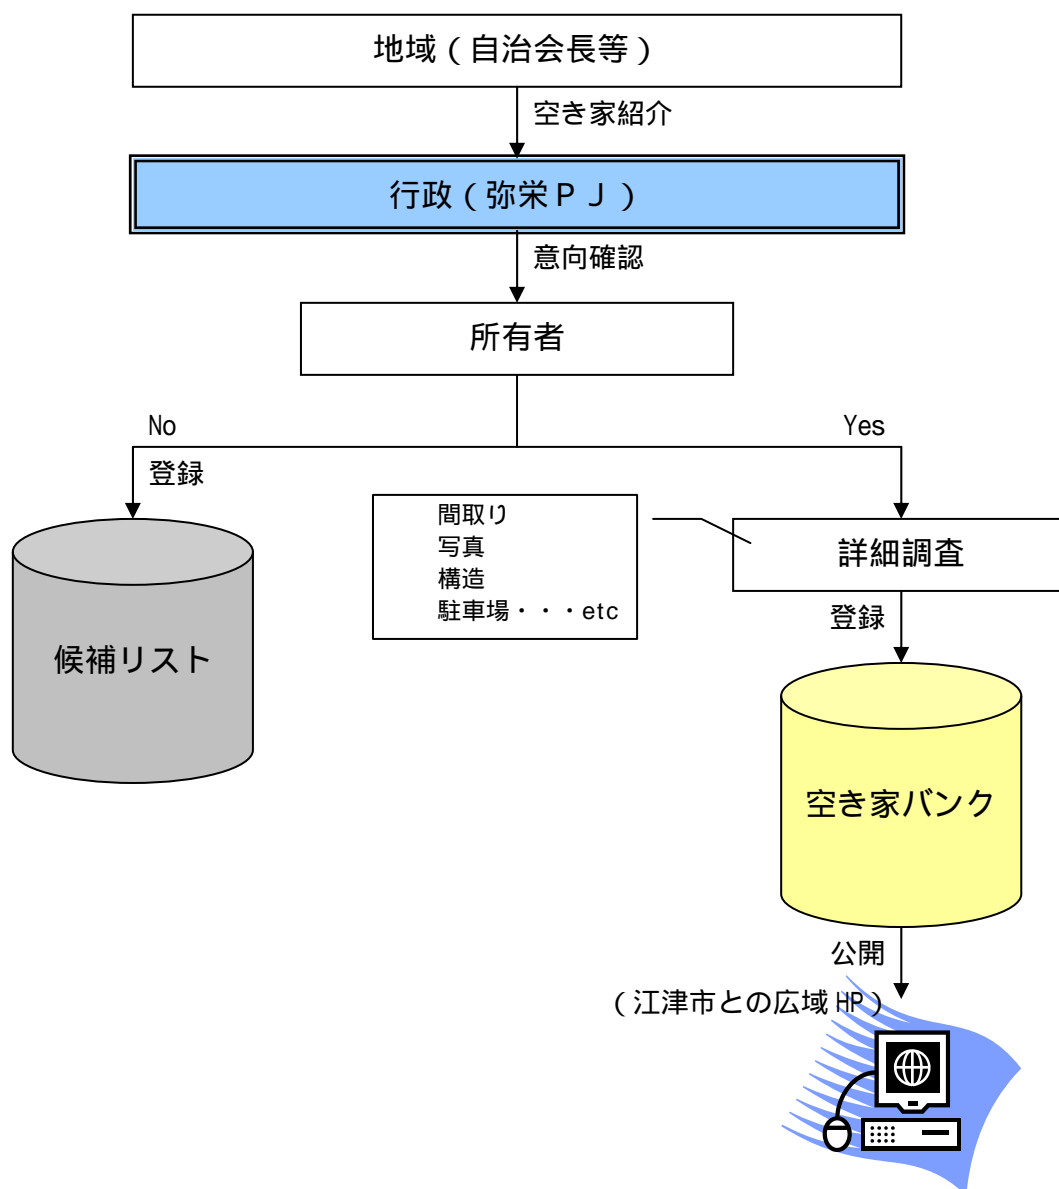 地域（自治会長等）
空き家紹介
行政（弥栄ＰＪ）
意向確認
所有者
No
Yes
登録
間取り
写真
構造
駐車場・・・etc
詳細調査
登録
候補リスト
空き家バンク
公開
（江津市との広域 HP）